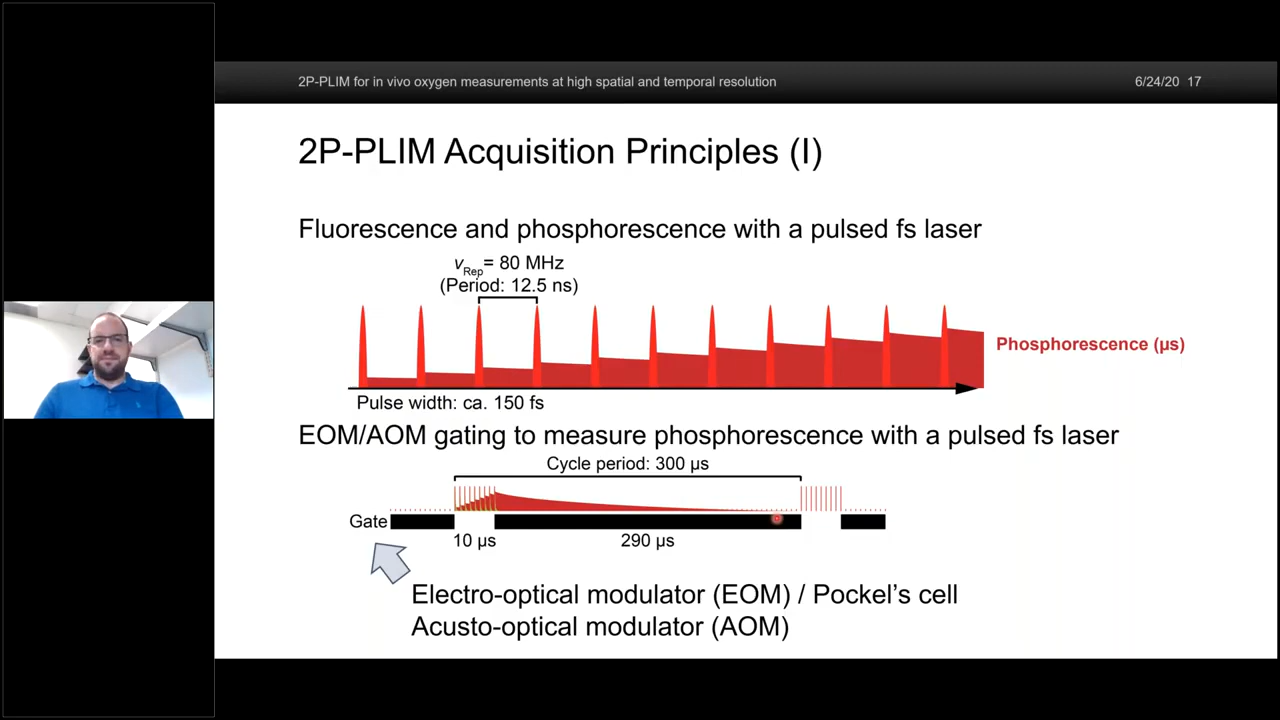 2P-PLIM for in vivo oxygen measurements at high spatial and temporal resolution
6/24/20 17
2P-PLIM Acquisition Principles (I)
Fluorescence and phosphorescence with a pulsed fs laser
vRep= 80 MHz
(Period: 12.5 ns)
Phosphorescence (µs)
Pulse width: ca. 150 fs
EOM/AOM gating to measure phosphorescence with a pulsed fs laser
Cycle period: 300 µs
Gate
10 µs
290 µs
Electro-optical modulator (EOM) / Pockel’s cell
Acusto-optical modulator (AOM)